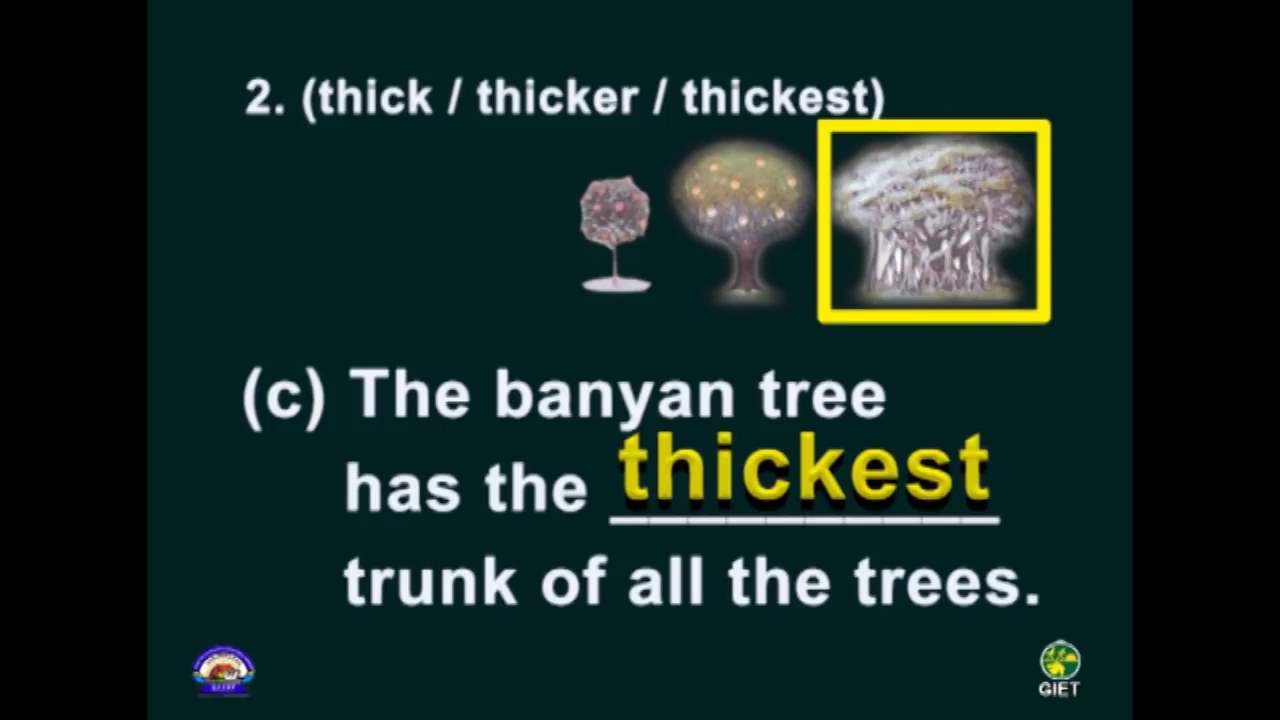 2. (thick / thicker / thickest)
(c) The banyan tree
has the thickest
trunk of all the trees.
GIET